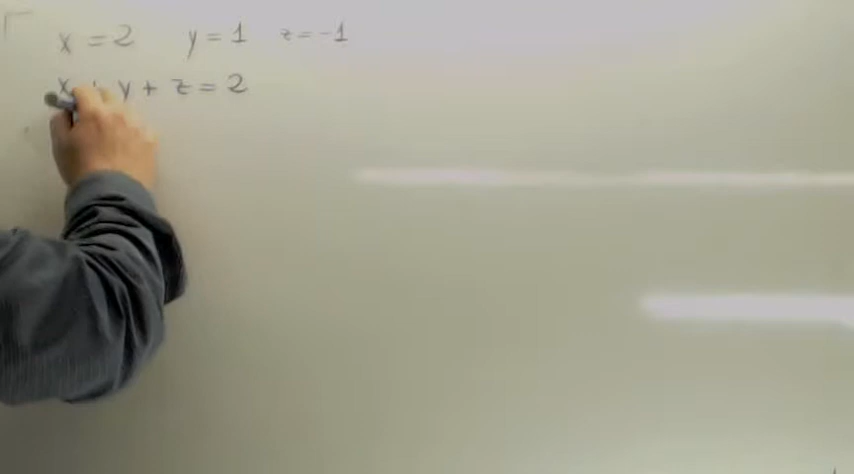 x = 2 y = 1 z = -1
x + y + z = 2